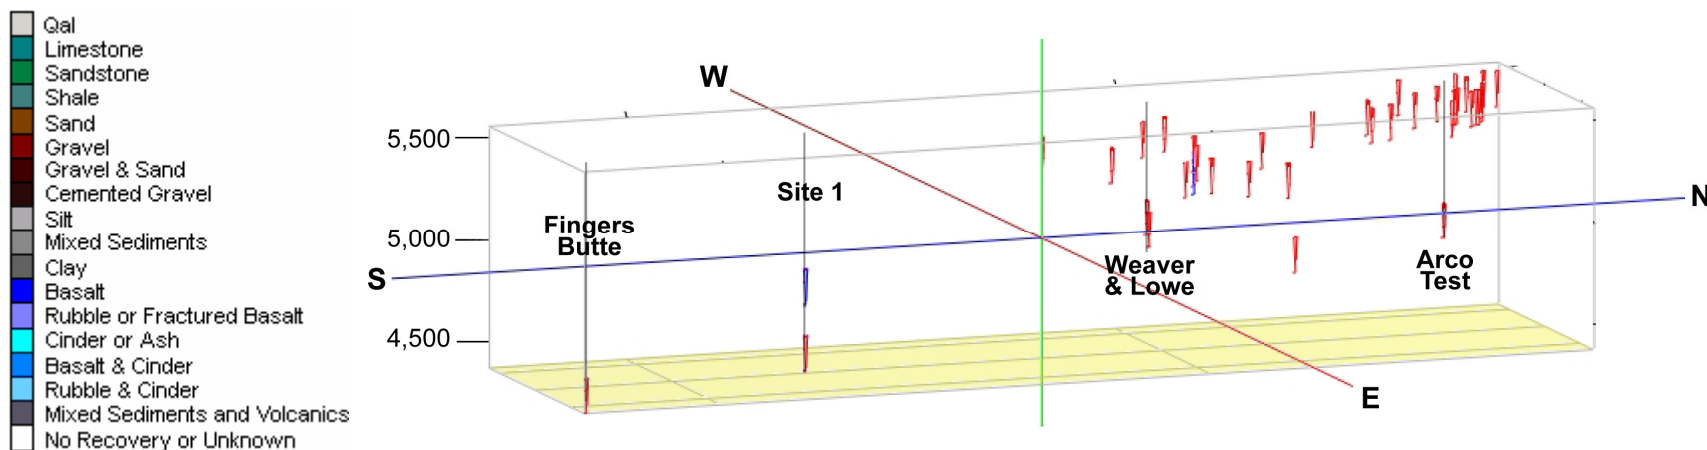 Qal
Limestone
Sandstone
Shale
Sand
Gravel
Gravel & Sand
Cemented Gravel
Silt
Mixed Sediments
Clay
Basalt
Rubble or Fractured Basalt
Cinder or Ash
Basalt & Cinder
Rubble & Cinder
Mixed Sediments and Volcanics
No Recovery or Unknown
W
5,500
Site 1
N
Fingers
Butte
5,000
S
Weaver
& Lowe
Arco
Test
4,500
E